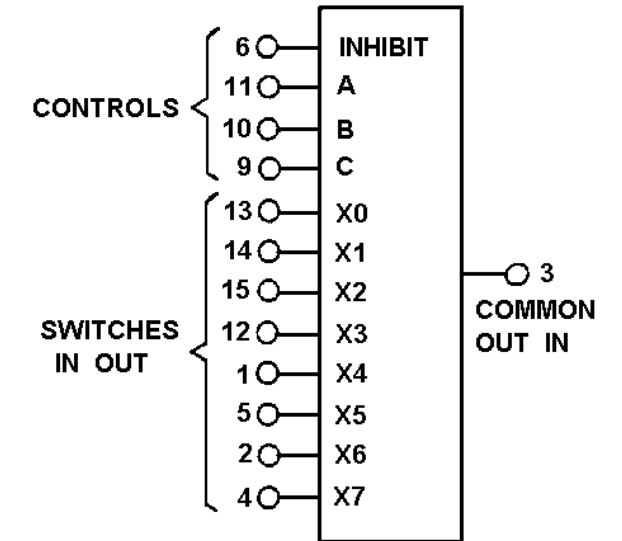 6 INHIBIT
11 A
CONTROLS
10 B
9 C
13 X0
14 X1
15 X2
3
COMMON
OUT IN
SWITCHES
IN OUT
12 X3
1 X4
5 X5
2 X6
4 X7